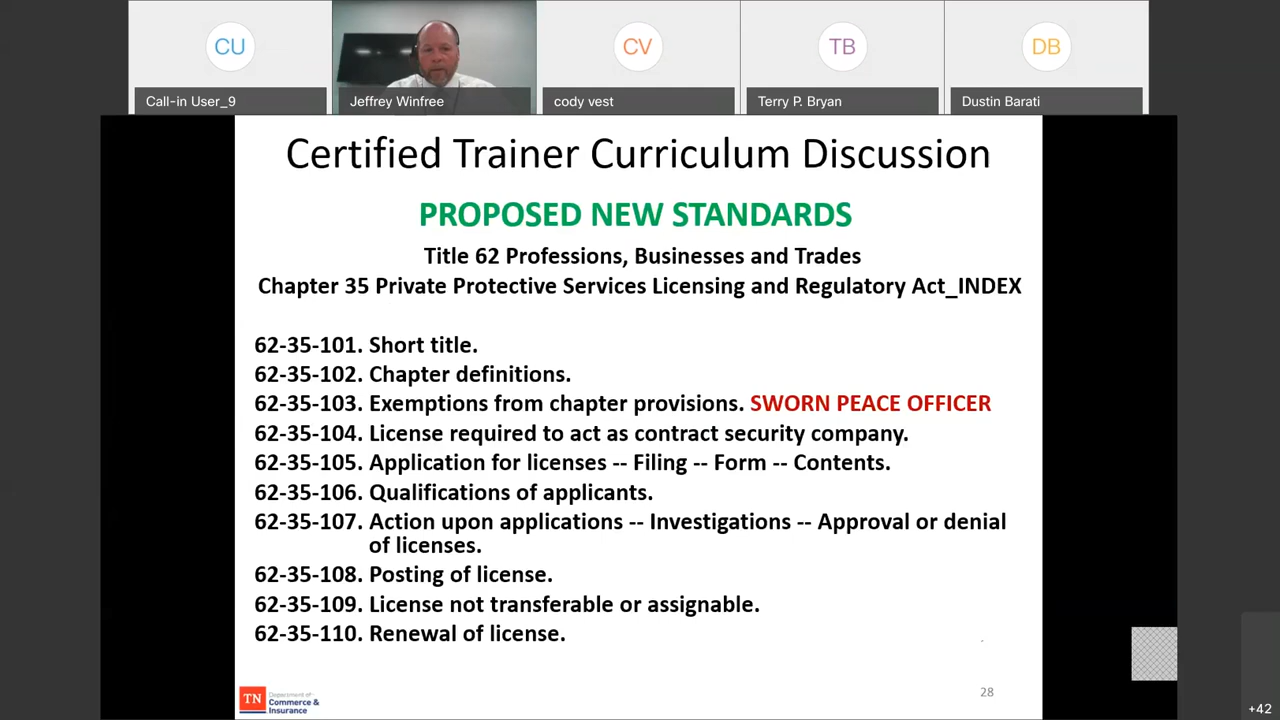 CU
CV
TB
DB
Call-in User_9
Jeffrey Winfree
cody vest
Terry P. Bryan
Dustin Barati
Certified Trainer Curriculum Discussion
PROPOSED NEW STANDARDS
Title 62 Professions, Businesses and Trades
Chapter 35 Private Protective Services Licensing and Regulatory Act_INDEX
62-35-101. Short title.
62-35-102. Chapter definitions.
62-35-103. Exemptions from chapter provisions. SWORN PEACE OFFICER
62-35-104. License required to act as contract security company.
62-35-105. Application for licenses -- Filing -- Form -- Contents.
62-35-106. Qualifications of applicants.
62-35-107. Action upon applications -- Investigations -- Approval or denial
of licenses.
62-35-108. Posting of license.
62-35-109. License not transferable or assignable.
62-35-110. Renewal of license.
TN
Department of
Commerce &
Insurance
28
+42